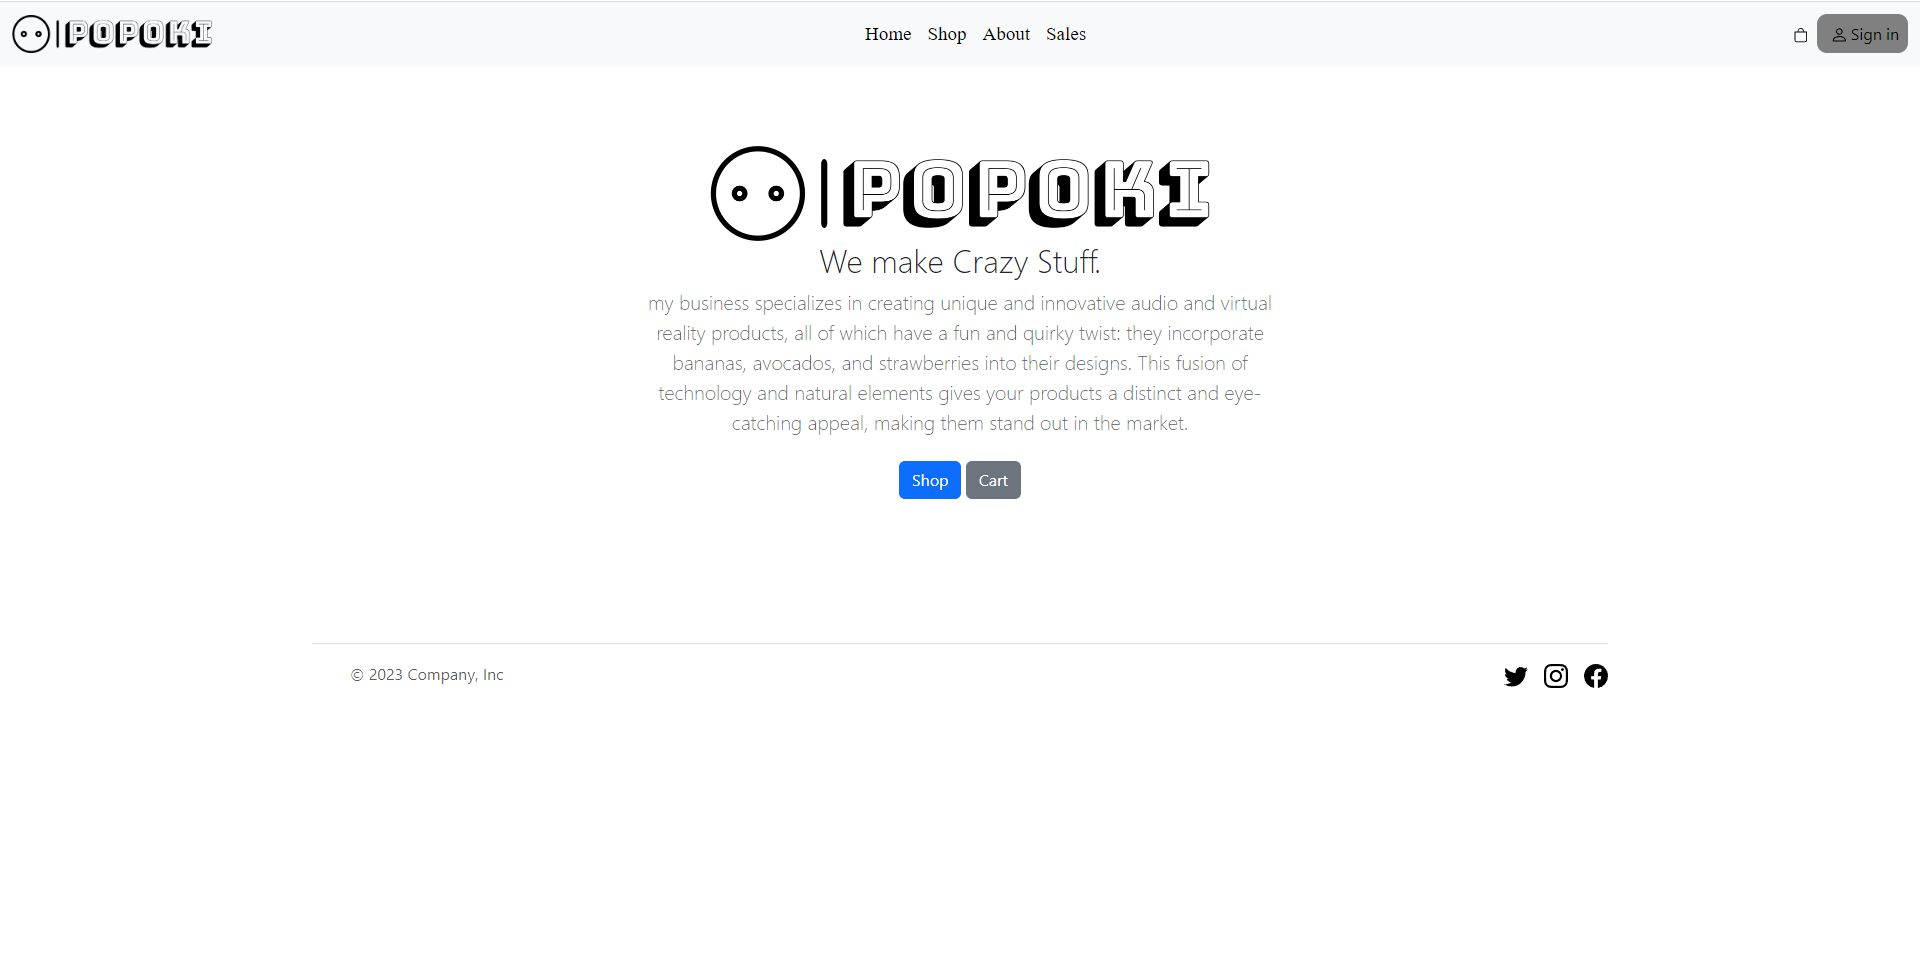 POPOKI
Home Shop About Sales
Sign in
POPOKI
We make Crazy Stuff.
my business specializes in creating unique and innovative audio and virtual
reality products, all of which have a fun and quirky twist: they incorporate
bananas, avocados, and strawberries into their designs. This fusion of
technology and natural elements gives your products a distinct and eye-
catching appeal, making them stand out in the market.
Shop Cart
© 2023 Company, Inc